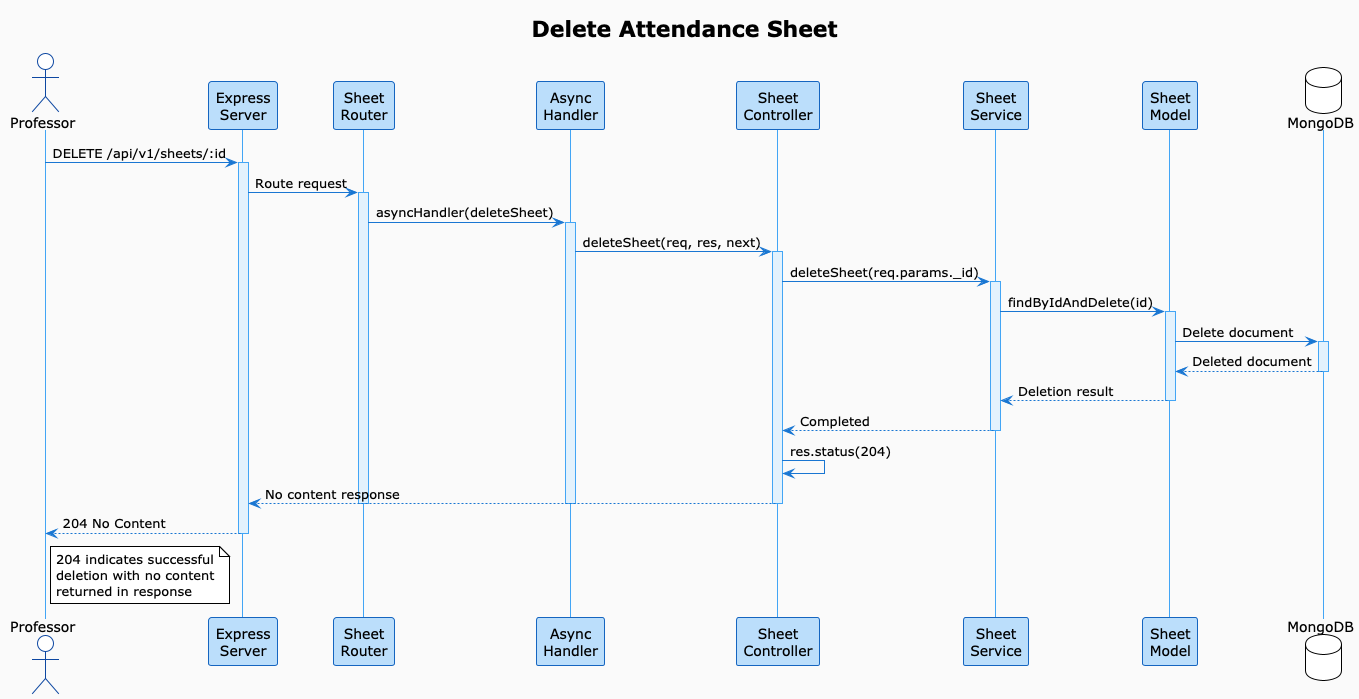 Delete Attendance Sheet
Professor
Express
Server
Sheet
Router
Async
Handler
Sheet
Controller
Sheet
Service
Sheet
Model
MongoDB
DELETE /api/v1/sheets/:id
Route request
asyncHandler(deleteSheet)
deleteSheet(req, res, next)
deleteSheet(req.params._id)
findByIdAndDelete(id)
Delete document
Deleted document
Deletion result
Completed
res.status(204)
No content response
204 No Content
204 indicates successful
deletion with no content
returned in response
Professor
Express
Server
Sheet
Router
Async
Handler
Sheet
Controller
Sheet
Service
Sheet
Model
MongoDB